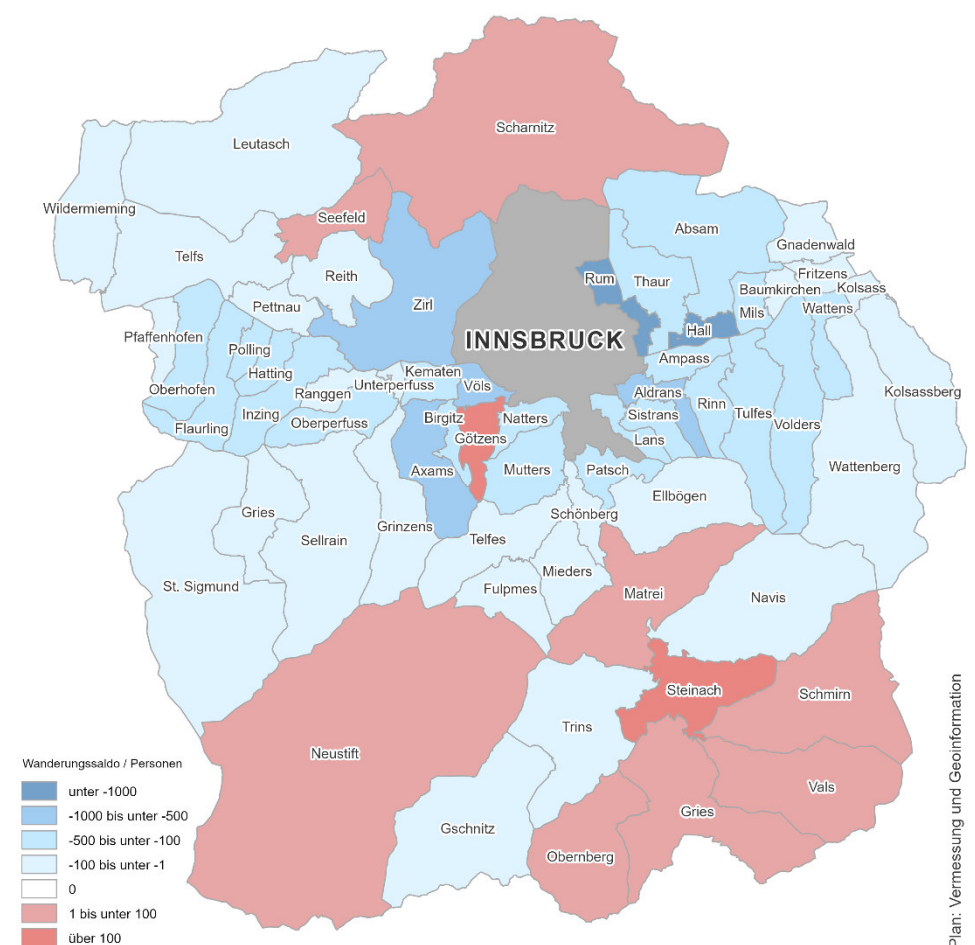 Scharnitz
Leutasch
Wildermieming
Seefeld
Absam
Telfs
Gnadenwald
Reith
Fritzens
Rum
Thaur
Baumkirchen
Kolsass
Pettnau
Zirl
Mils
Wattens
Pfaffenhofen
INNSBRUCK
Hall
Polling
Ampass
Hatting
Kematen
Unterperfuss
Völs
Oberhofen
Ranggen
Aldrans
Kolsassberg
Rinn
Inzing
Birgitz
Natters
Sistrans
Tulfes
Oberperfuss
Volders
Flaurling
Götzens
Lans
Axams
Mutters
Patsch
Wattenberg
Ellbögen
Gries
Schönberg
Grinzens
Sellrain
Telfes
Mieders
St. Sigmund
Fulpmes
Matrei
Navis
Steinach
Schmirn
Trins
Neustift
Vals
Gries
Gschnitz
Obernberg
Wanderungssaldo / Personen
unter -1000
-1000 bis unter -500
-500 bis unter -100
-100 bis unter -1
0
1 bis unter 100
über 100
Plan: Vermessung und Geoinformation